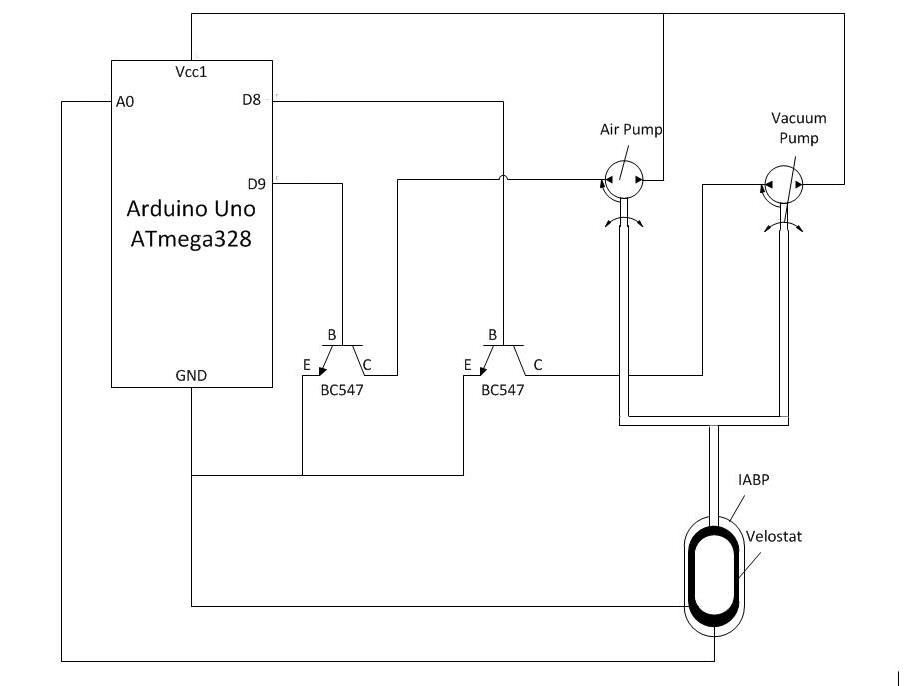 Vcc1
A0
D8
Air Pump
Vacuum
Pump
D9
Arduino Uno
ATmega328
B
B
E
C
E
C
GND
BC547
BC547
IABP
Velostat